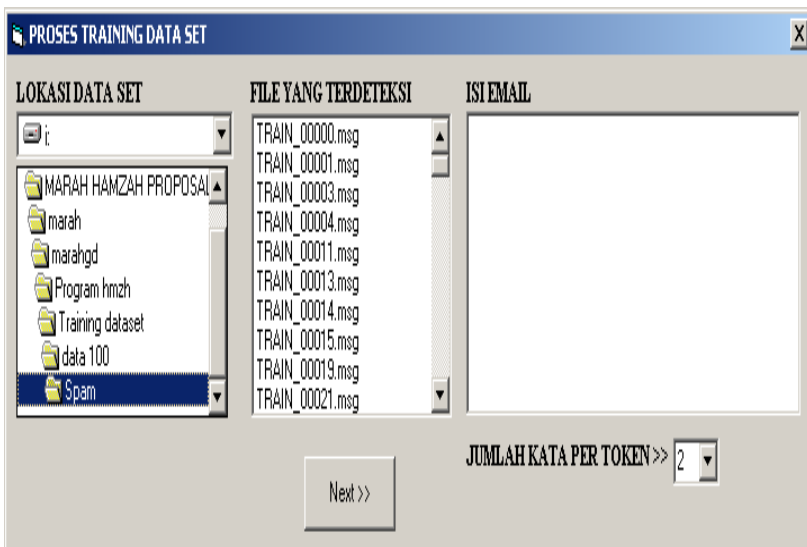 PROSES TRAINING DATA SET
LOKASI DATA SET
i:
MARAH HAMZAH PROPOSAL
marah
marahgd
Program hmzh
Training dataset
data 100
Spam
FILE YANG TERDETEKSI
TRAIN_00000.msg
TRAIN_00001.msg
TRAIN_00003.msg
TRAIN_00004.msg
TRAIN_00011.msg
TRAIN_00013.msg
TRAIN_00014.msg
TRAIN_00015.msg
TRAIN_00019.msg
TRAIN_00021.msg
ISI EMAIL
JUMLAH KATA PER TOKEN >> 2
Next >>